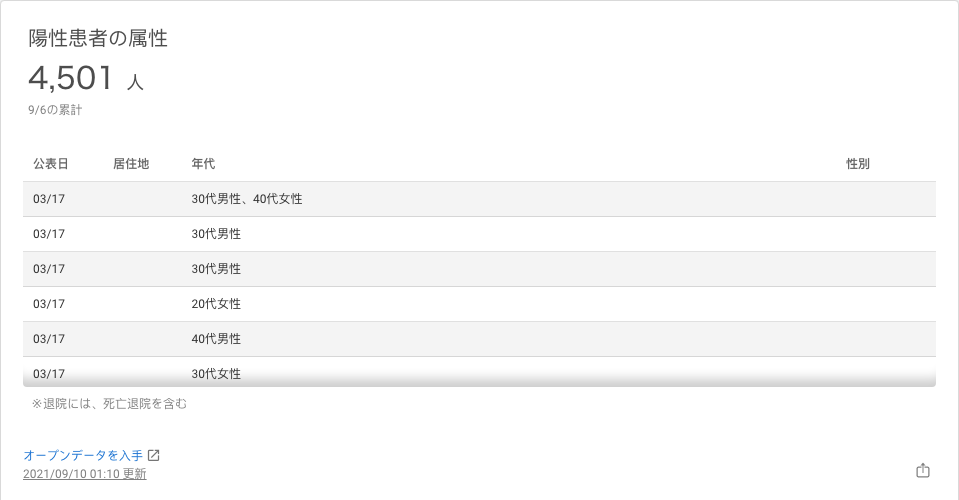 陽性患者の属性
4,501 人
9/6の累計
公表日 居住地 年代 性別
03/17 30代男性、40代女性
03/17 30代男性
03/17 30代男性
03/17 20代女性
03/17 40代男性
03/17 30代女性
※退院には、死亡退院を含む
オープンデータを入手
2021/09/10 01:10 更新